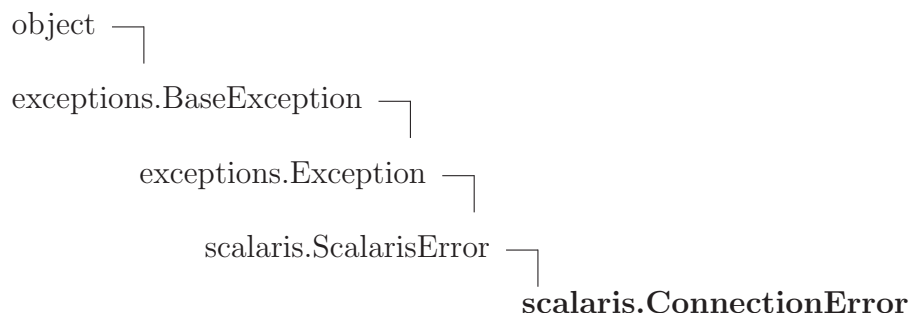 object
exceptions.BaseException
exceptions.Exception
scalaris.ScalarisError
scalaris.ConnectionError